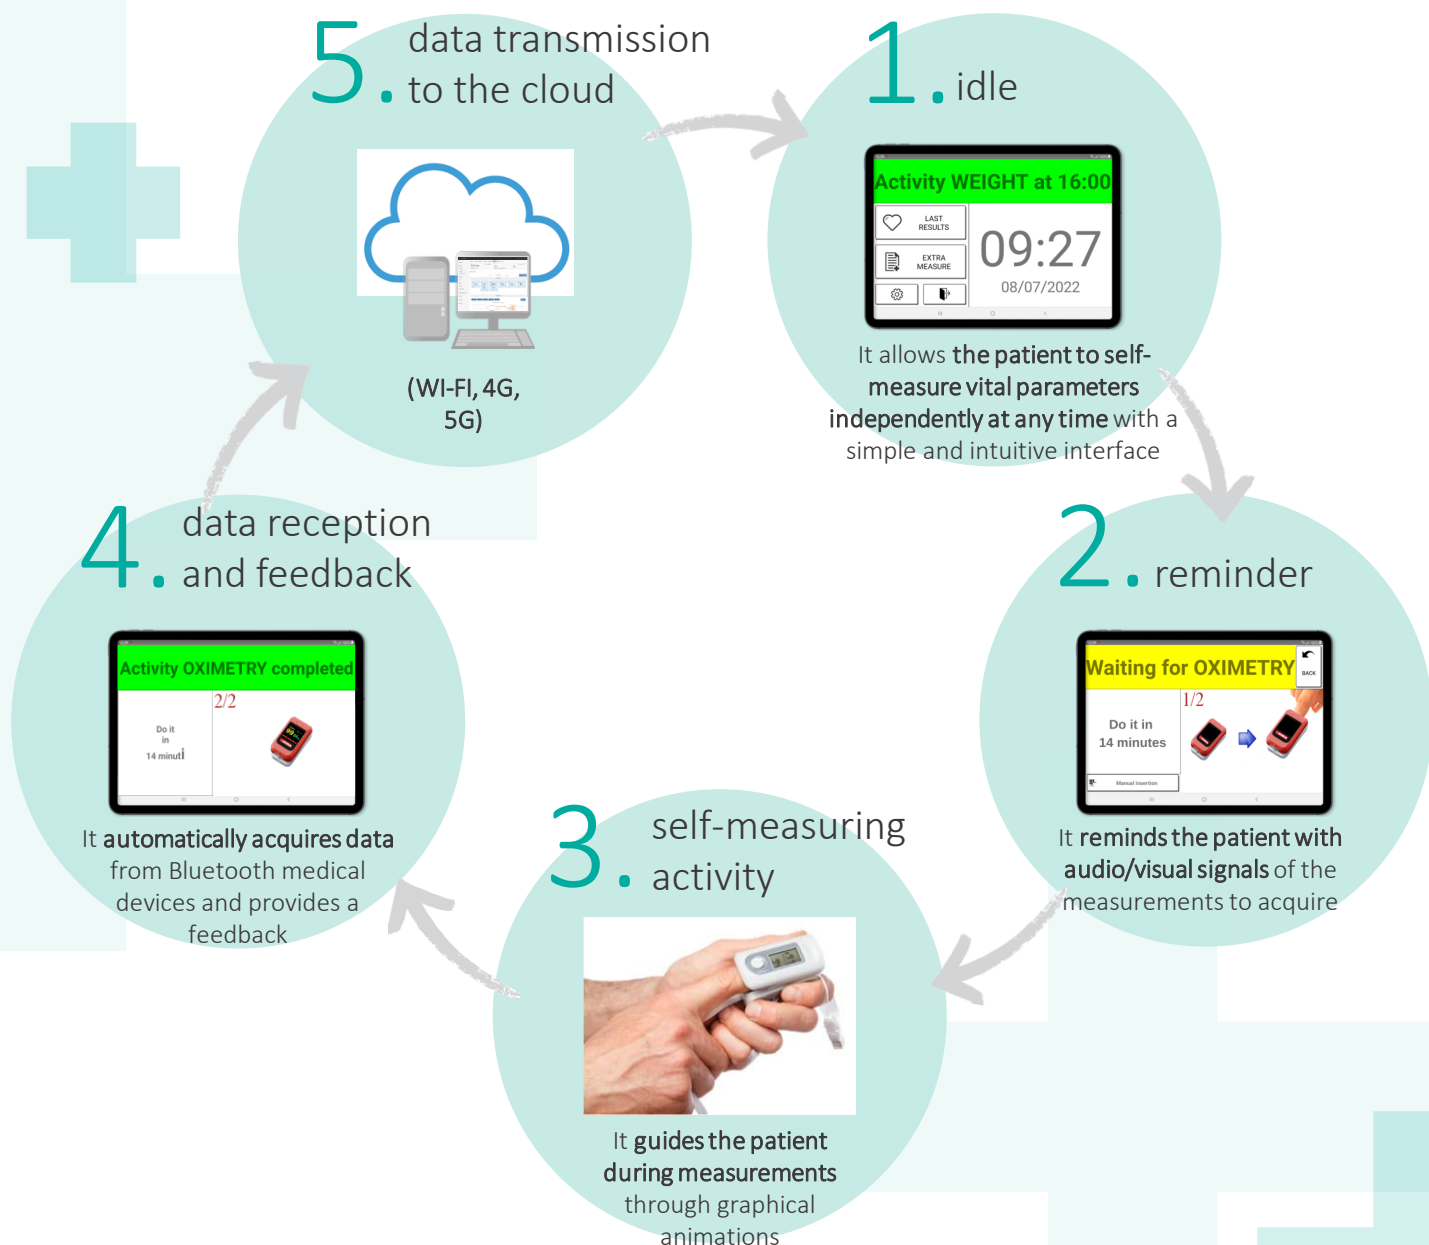 5. data transmission
to the cloud
(WI-FI, 4G,
5G)
1. idle
Activity WEIGHT at 16:00
LAST
RESULTS
EXTRA
MEASURE
09:27
08/07/2022
It allows the patient to self-
measure vital parameters
independently at any time with a
simple and intuitive interface
2. reminder
Waiting for OXIMETRY
BACK
Do it in
14 minutes
1/2
Manual insertion
It reminds the patient with
audio/visual signals of the
measurements to acquire
3. self-measuring
activity
It guides the patient
during measurements
through graphical
animations
4. data reception
and feedback
Activity OXIMETRY completed
Do it
in
14 minuti
2/2
99
It automatically acquires data
from Bluetooth medical
devices and provides a
feedback